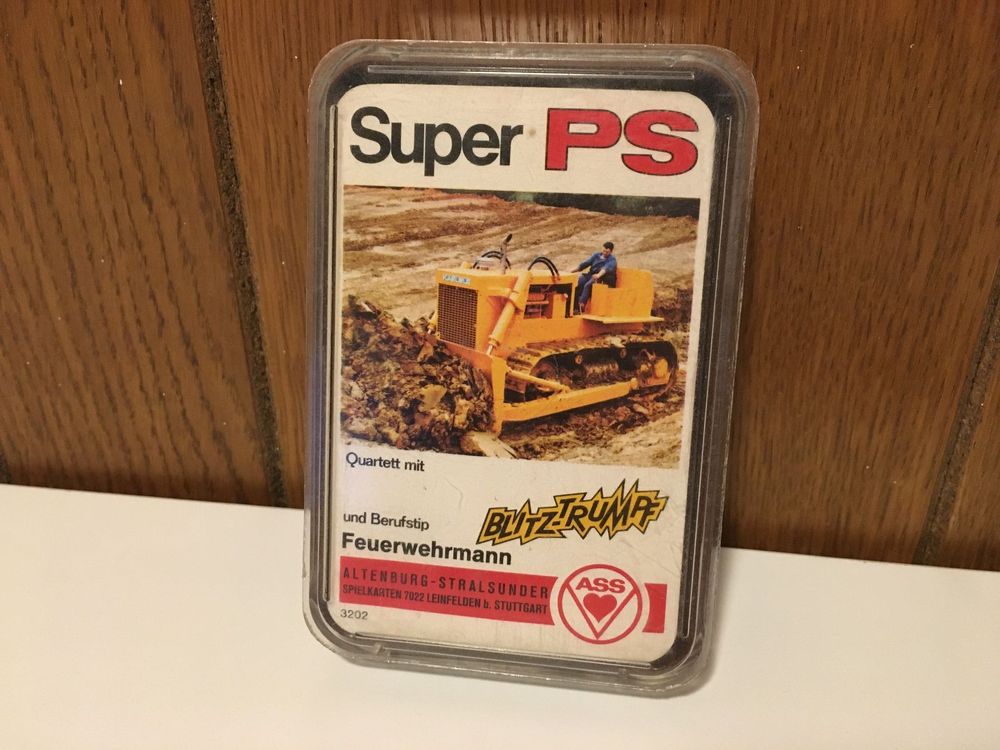 Super PS
Quartett mit
BLITZ-TRUMPF
und Berufstip
Feuerwehrmann
ALTENBURG-STRALSUNDER
SPIELKARTEN 7022 LEINFELDEN b. STUTTGART
ASS
3202